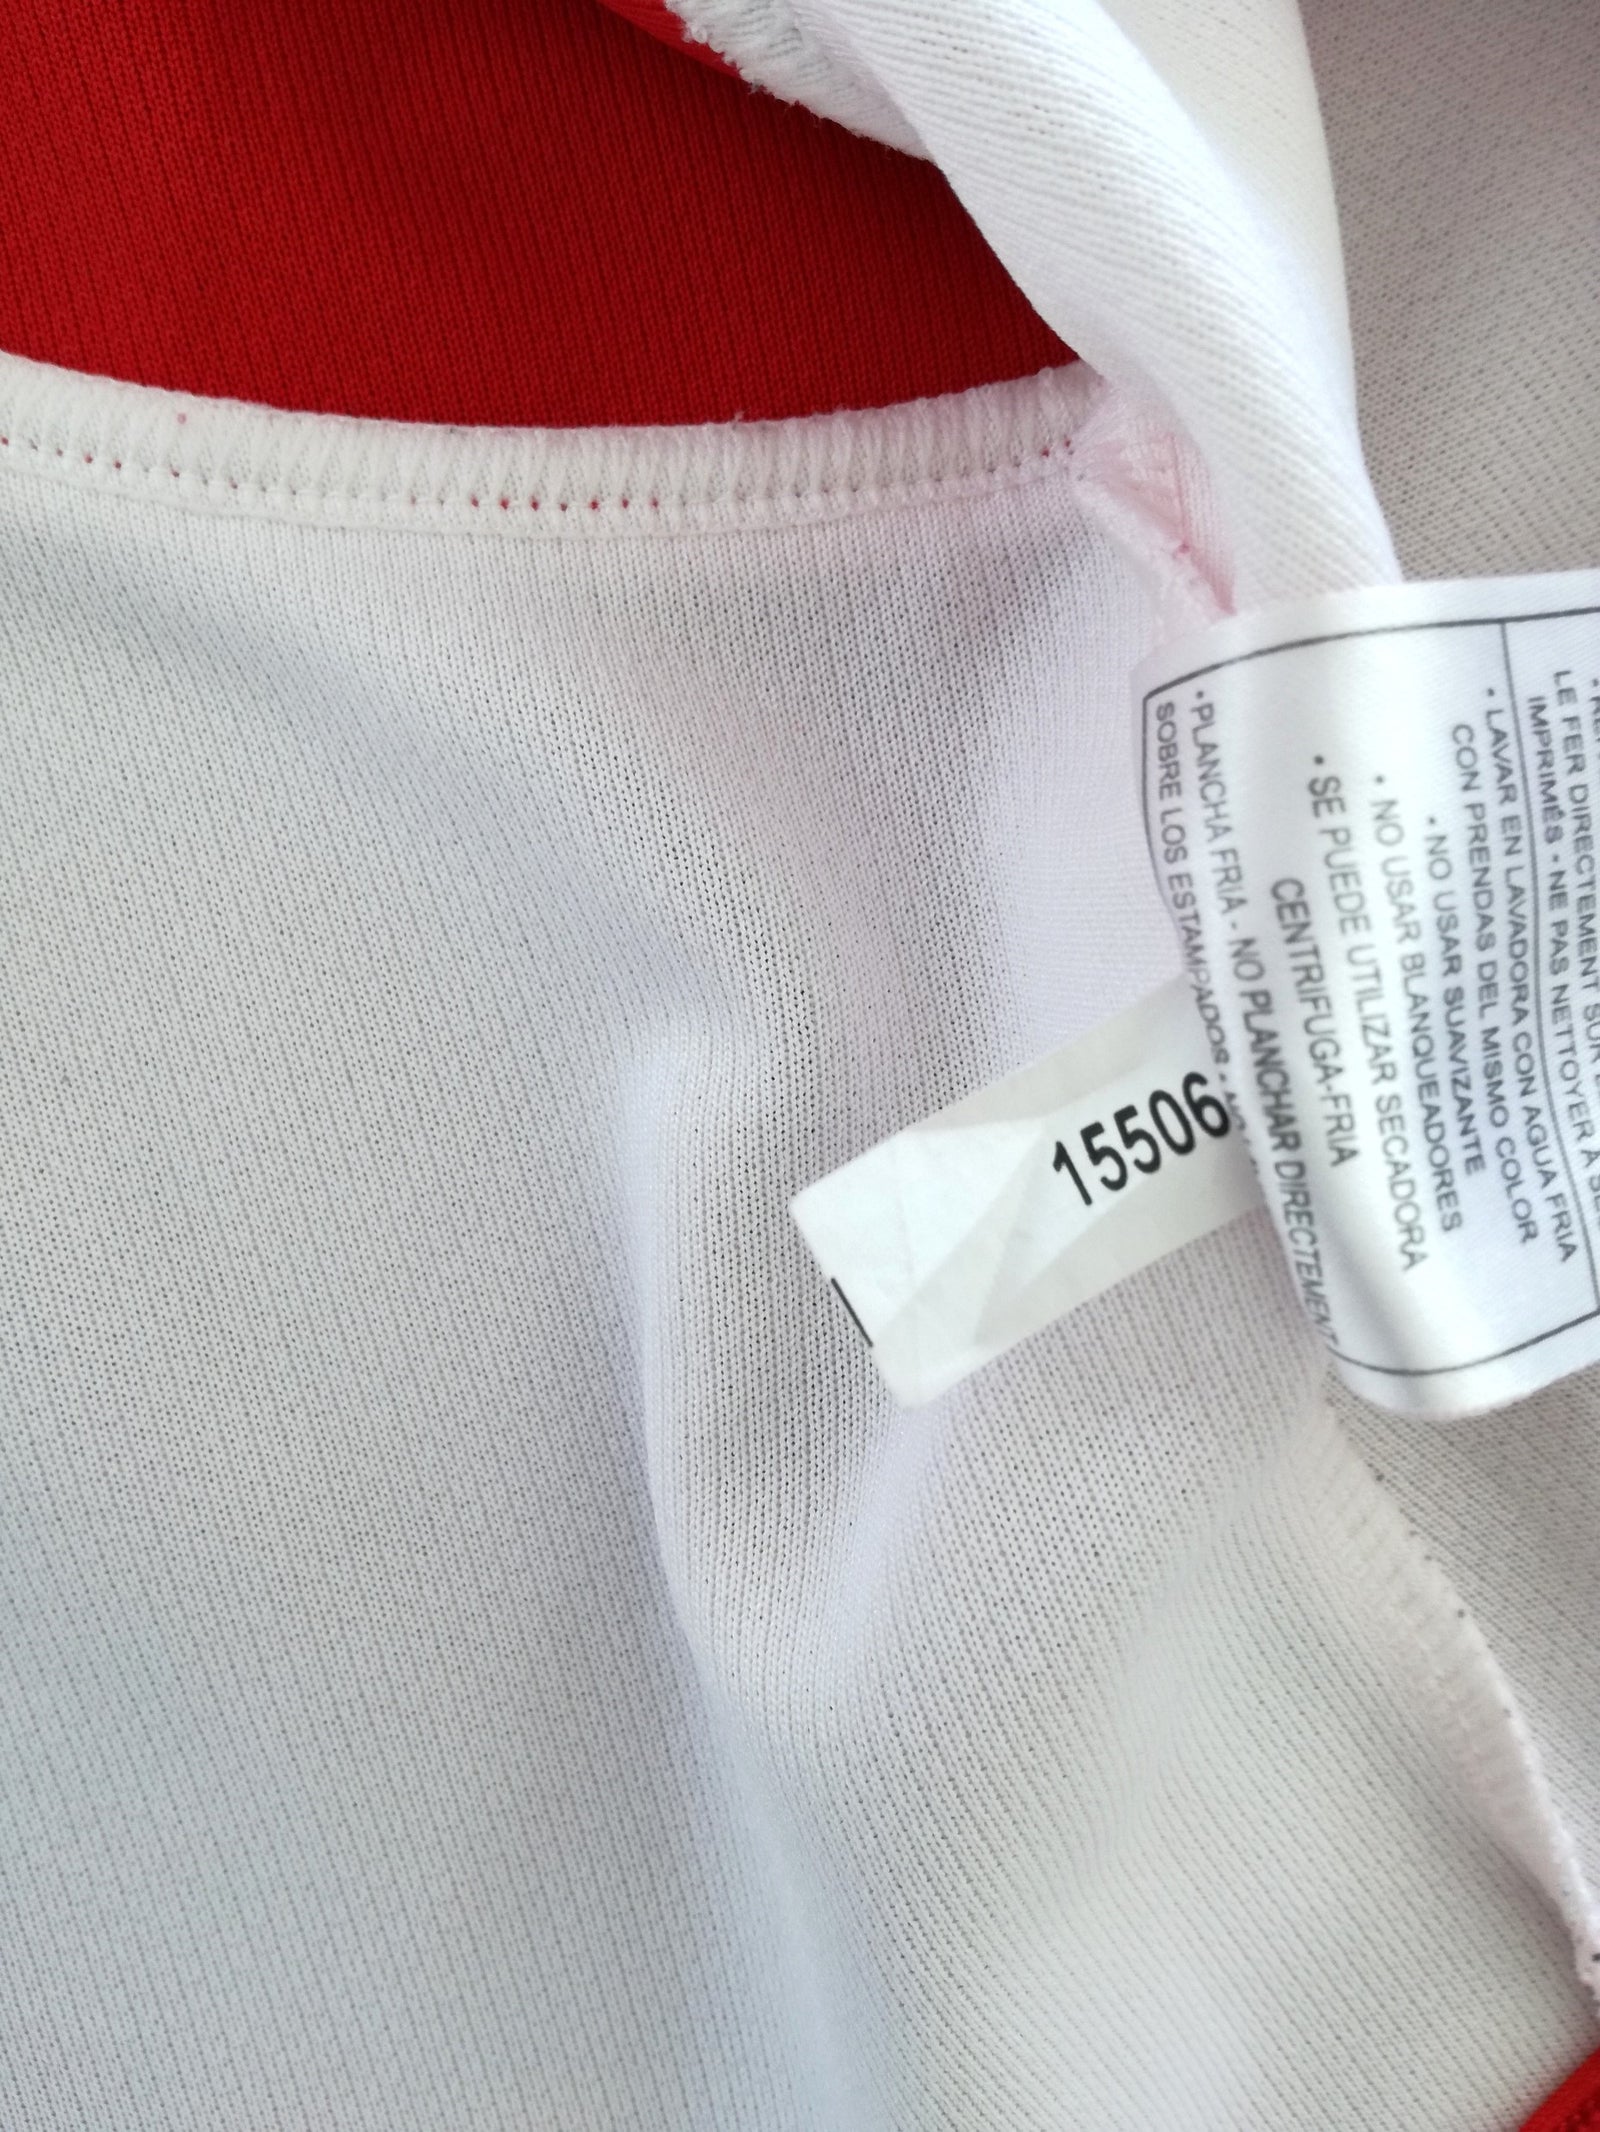 LE FER DIRECTEMENT SUR
IMPRIMÉS - NE PAS NETTOYER À
• LAVAR EN LAVADORA CON AGUA FRIA
CON PRENDAS DEL MISMO COLOR
• NO USAR SUAVIZANTE
• NO USAR BLANQUEADORES
• SE PUEDE UTILIZAR SECADORA
CENTRIFUGA-FRIA
• PLANCHA FRIA - NO PLANCHAR DIRECTEMENT
SOBRE LOS ESTAMPADOS -
15506